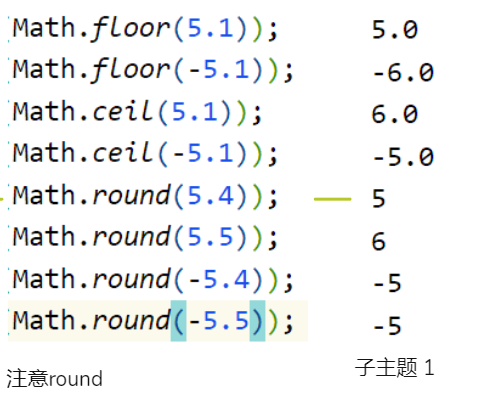 Math.floor(5.1)); 5.0
Math.floor(-5.1)); -6.0
Math.ceil(5.1)); 6.0
Math.ceil(-5.1)); -5.0
Math.round(5.4)); 5
Math.round(5.5)); 6
Math.round(-5.4)); -5
Math.round(-5.5)); -5
注意round
子主题 1